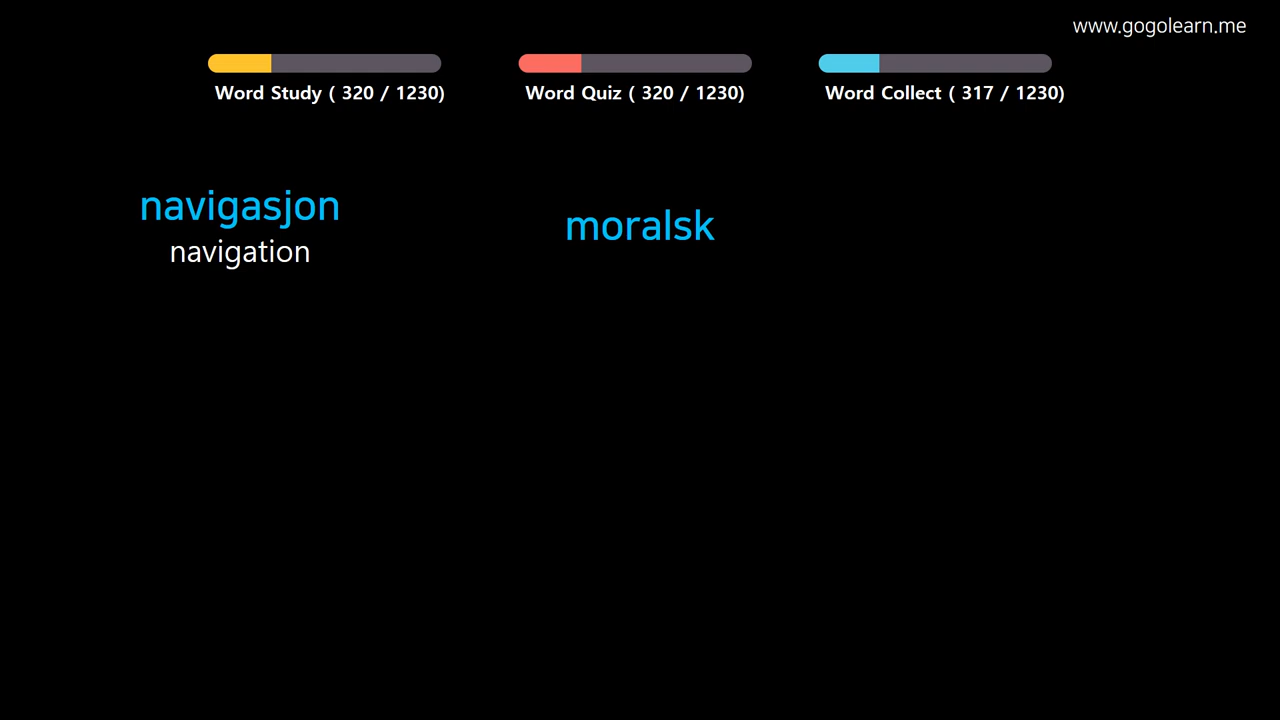 www.gogolearn.me
Word Study ( 320 / 1230)
Word Quiz ( 320 / 1230)
Word Collect ( 317 / 1230)
navigasjon
navigation
moralsk